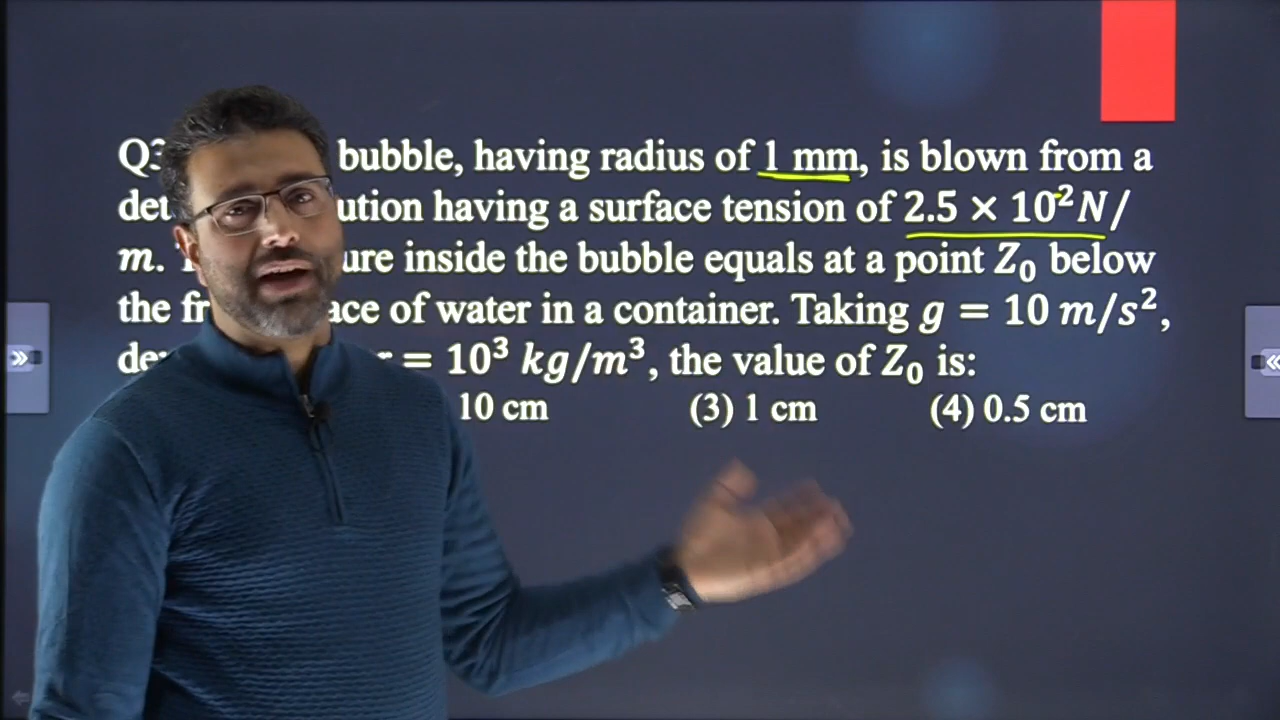 Q3 bubble, having radius of 1 mm, is blown from a
det ution having a surface tension of 2.5 × 10⁻² N/
m. ure inside the bubble equals at a point Z₀ below
the fr ace of water in a container. Taking g = 10 m/s²,
de r = 10³ kg/m³, the value of Z₀ is:
10 cm (3) 1 cm (4) 0.5 cm